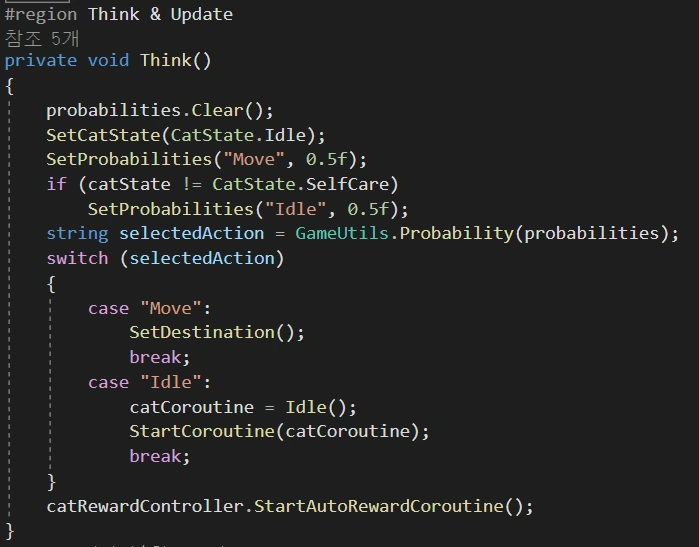 #region Think & Update
참조 5개
private void Think()
{
    probabilities.Clear();
    SetCatState(CatState.Idle);
    SetProbabilities("Move", 0.5f);
    if (catState != CatState.SelfCare)
        SetProbabilities("Idle", 0.5f);
    string selectedAction = GameUtils.Probability(probabilities);
    switch (selectedAction)
    {
        case "Move":
            SetDestination();
            break;
        case "Idle":
            catCoroutine = Idle();
            StartCoroutine(catCoroutine);
            break;
    }
    catRewardController.StartAutoRewardCoroutine();
}